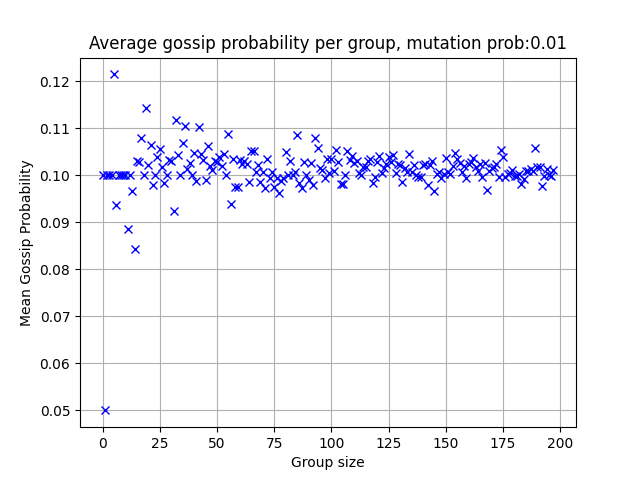 Average gossip probability per group, mutation prob:0.01
0.12
0.11
0.10
0.09
0.08
0.07
0.06
0.05
Mean Gossip Probability
0 25 50 75 100 125 150 175 200
Group size